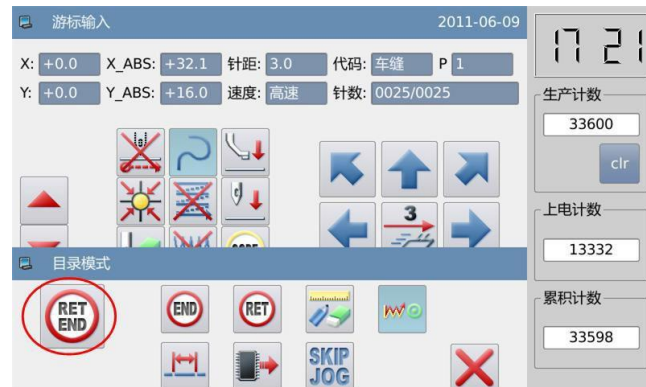 游标输入 2011-06-09
17 21
X: +0.0 X_ABS: +32.1 针距: 3.0 代码: 车缝 P 1
Y: +0.0 Y_ABS: +16.0 速度: 高速 针数: 0025/0025
生产计数
33600
clr
3
上电计数
13332
目录模式
RET
END
END
RET
SKIP
JOG
累积计数
33598